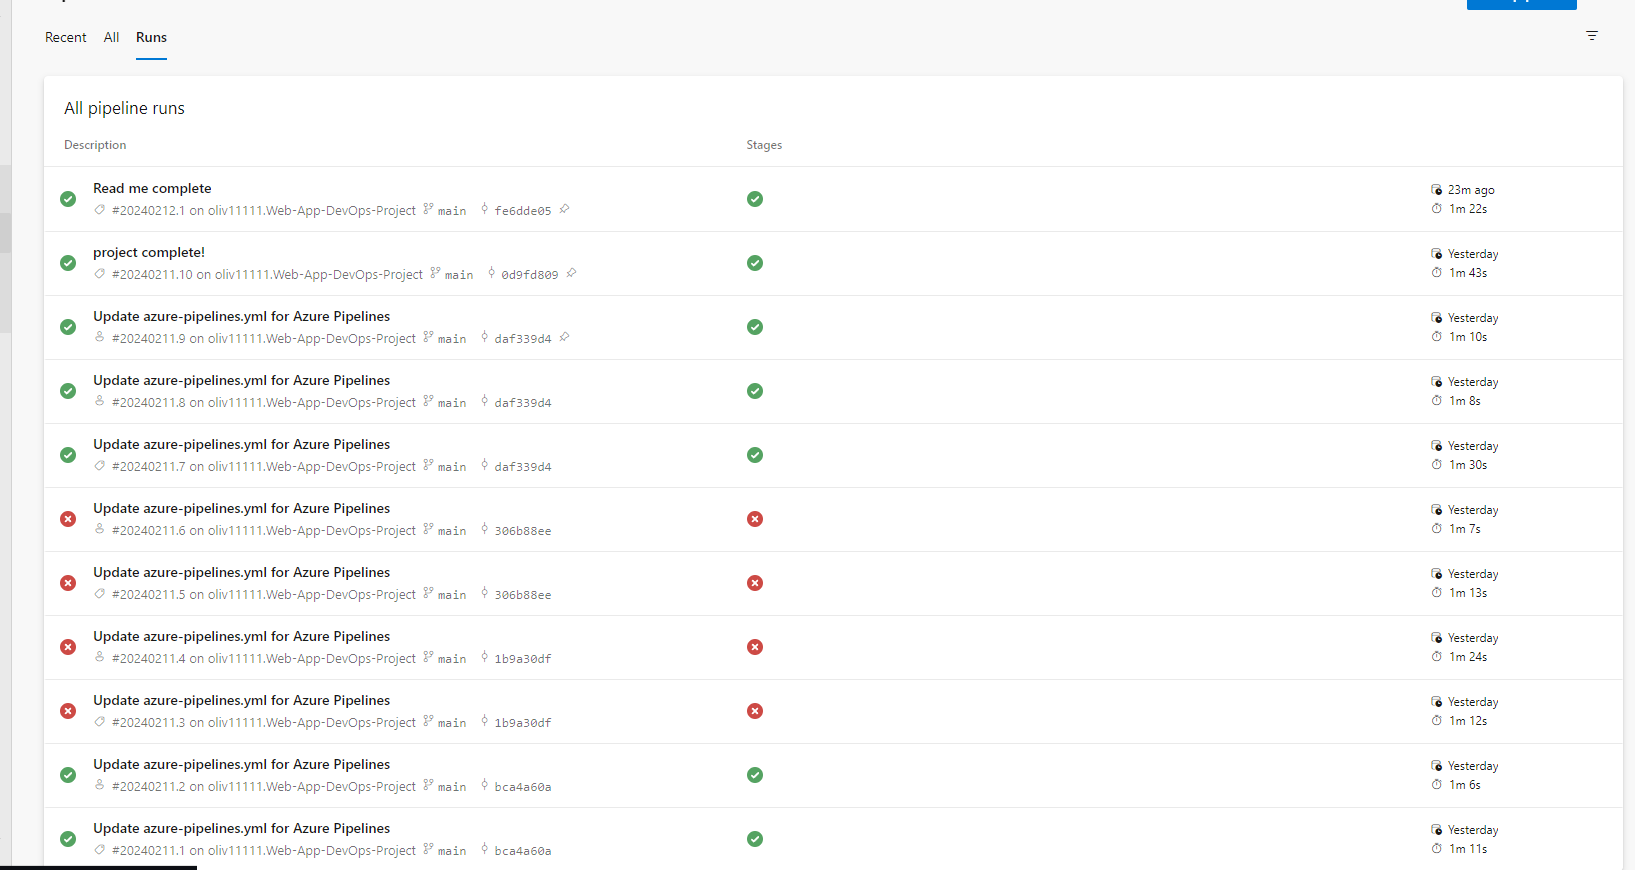 Recent All Runs
All pipeline runs
Description Stages
Read me complete
#20240212.1 on oliv11111.Web-App-DevOps-Project main fe6dde05
23m ago
1m 22s
project complete!
#20240211.10 on oliv11111.Web-App-DevOps-Project main 0d9fd809
Yesterday
1m 43s
Update azure-pipelines.yml for Azure Pipelines
#20240211.9 on oliv11111.Web-App-DevOps-Project main daf339d4
Yesterday
1m 10s
Update azure-pipelines.yml for Azure Pipelines
#20240211.8 on oliv11111.Web-App-DevOps-Project main daf339d4
Yesterday
1m 8s
Update azure-pipelines.yml for Azure Pipelines
#20240211.7 on oliv11111.Web-App-DevOps-Project main daf339d4
Yesterday
1m 30s
Update azure-pipelines.yml for Azure Pipelines
#20240211.6 on oliv11111.Web-App-DevOps-Project main 306b88ee
Yesterday
1m 7s
Update azure-pipelines.yml for Azure Pipelines
#20240211.5 on oliv11111.Web-App-DevOps-Project main 306b88ee
Yesterday
1m 13s
Update azure-pipelines.yml for Azure Pipelines
#20240211.4 on oliv11111.Web-App-DevOps-Project main 1b9a30df
Yesterday
1m 24s
Update azure-pipelines.yml for Azure Pipelines
#20240211.3 on oliv11111.Web-App-DevOps-Project main 1b9a30df
Yesterday
1m 12s
Update azure-pipelines.yml for Azure Pipelines
#20240211.2 on oliv11111.Web-App-DevOps-Project main bca4a60a
Yesterday
1m 6s
Update azure-pipelines.yml for Azure Pipelines
#20240211.1 on oliv11111.Web-App-DevOps-Project main bca4a60a
Yesterday
1m 11s